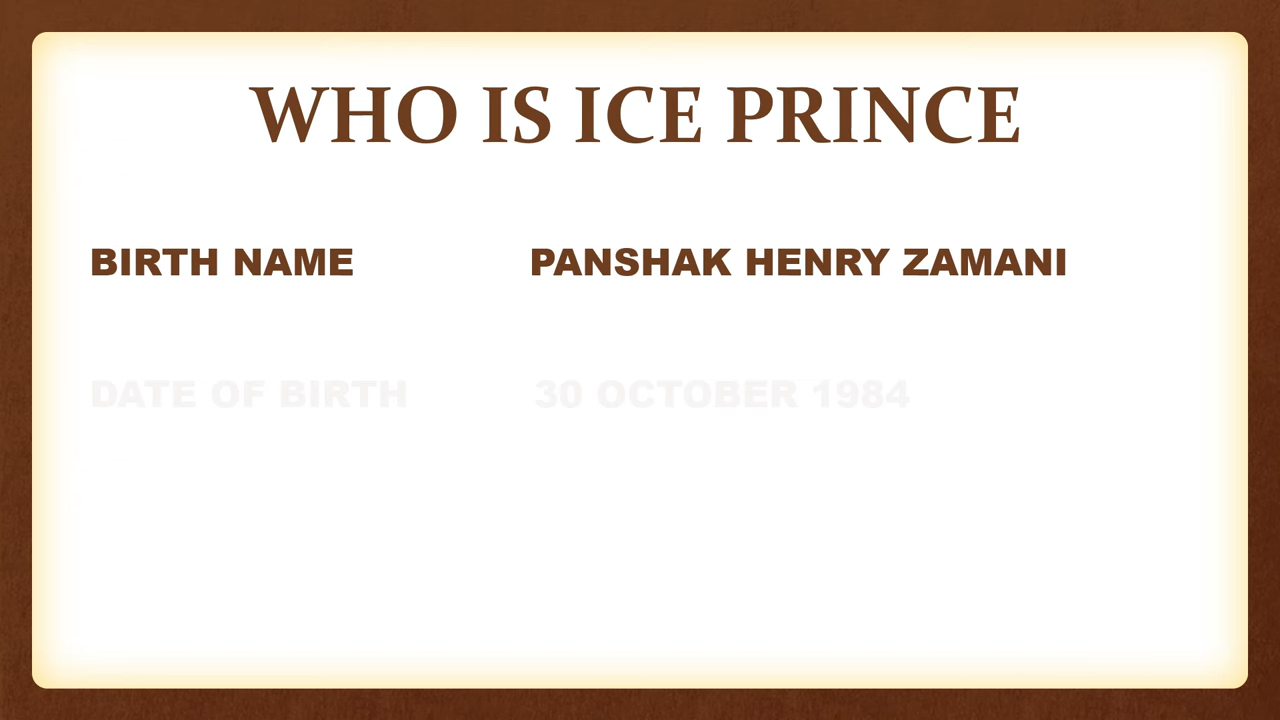 WHO IS ICE PRINCE
BIRTH NAME PANSHAK HENRY ZAMANI
DATE OF BIRTH 30 OCTOBER 1984